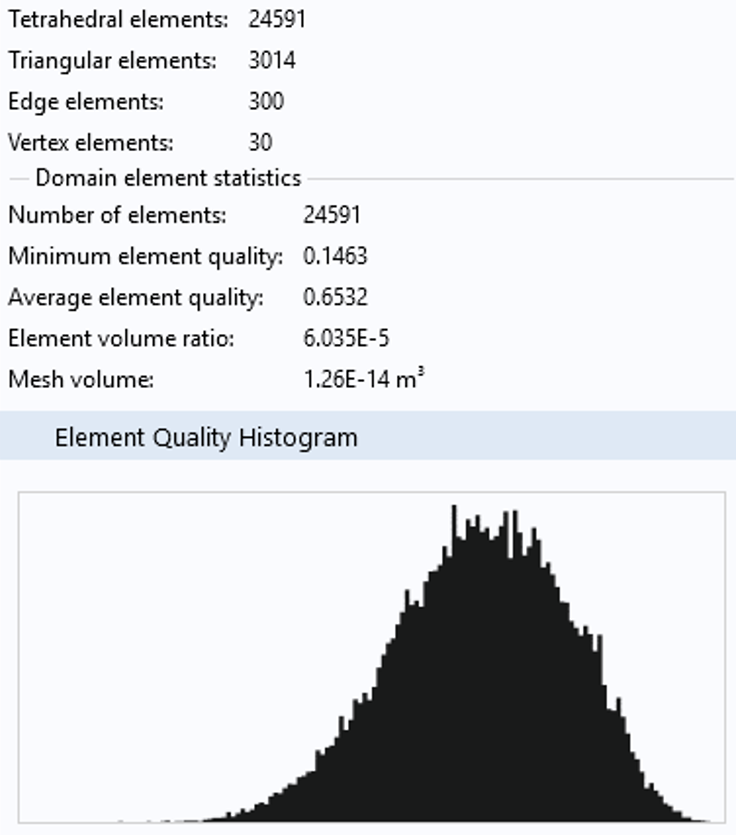 Tetrahedral elements: 24591
Triangular elements: 3014
Edge elements: 300
Vertex elements: 30
Domain element statistics
Number of elements: 24591
Minimum element quality: 0.1463
Average element quality: 0.6532
Element volume ratio: 6.035E-5
Mesh volume: 1.26E-14 m³
Element Quality Histogram